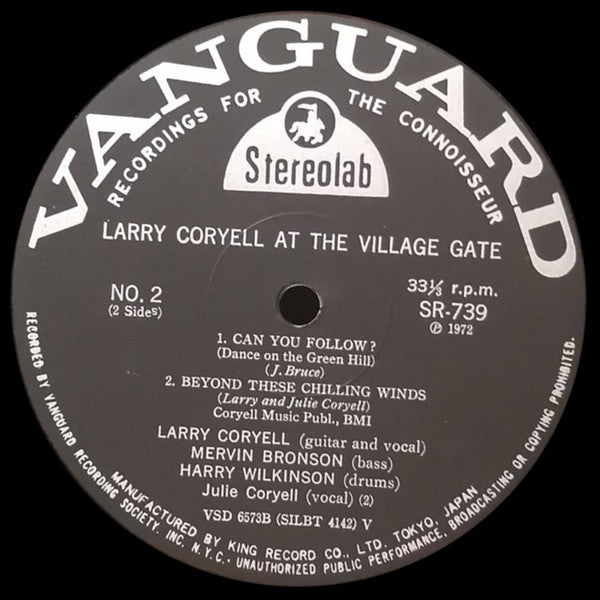 VANGUARD
RECORDINGS FOR THE CONNOISSEUR
Stereolab
LARRY CORYELL AT THE VILLAGE GATE
NO. 2
(2 Sides)
33⅓ r.p.m.
SR-739
℗ 1972
1. CAN YOU FOLLOW?
(Dance on the Green Hill)
(J. Bruce)
2. BEYOND THESE CHILLING WINDS
(Larry and Julie Coryell)
Coryell Music Publ., BMI
LARRY CORYELL (guitar and vocal)
MERVIN BRONSON (bass)
HARRY WILKINSON (drums)
Julie Coryell (vocal) (2)
VSD 6573B (SILBT 4142) V
MANUFACTURED BY KING RECORD CO., LTD. TOKYO, JAPAN
RECORDED BY VANGUARD RECORDING SOCIETY, INC. N.Y.C.- UNAUTHORIZED PUBLIC PERFORMANCE, BROADCASTING OR COPYING PROHIBITED.